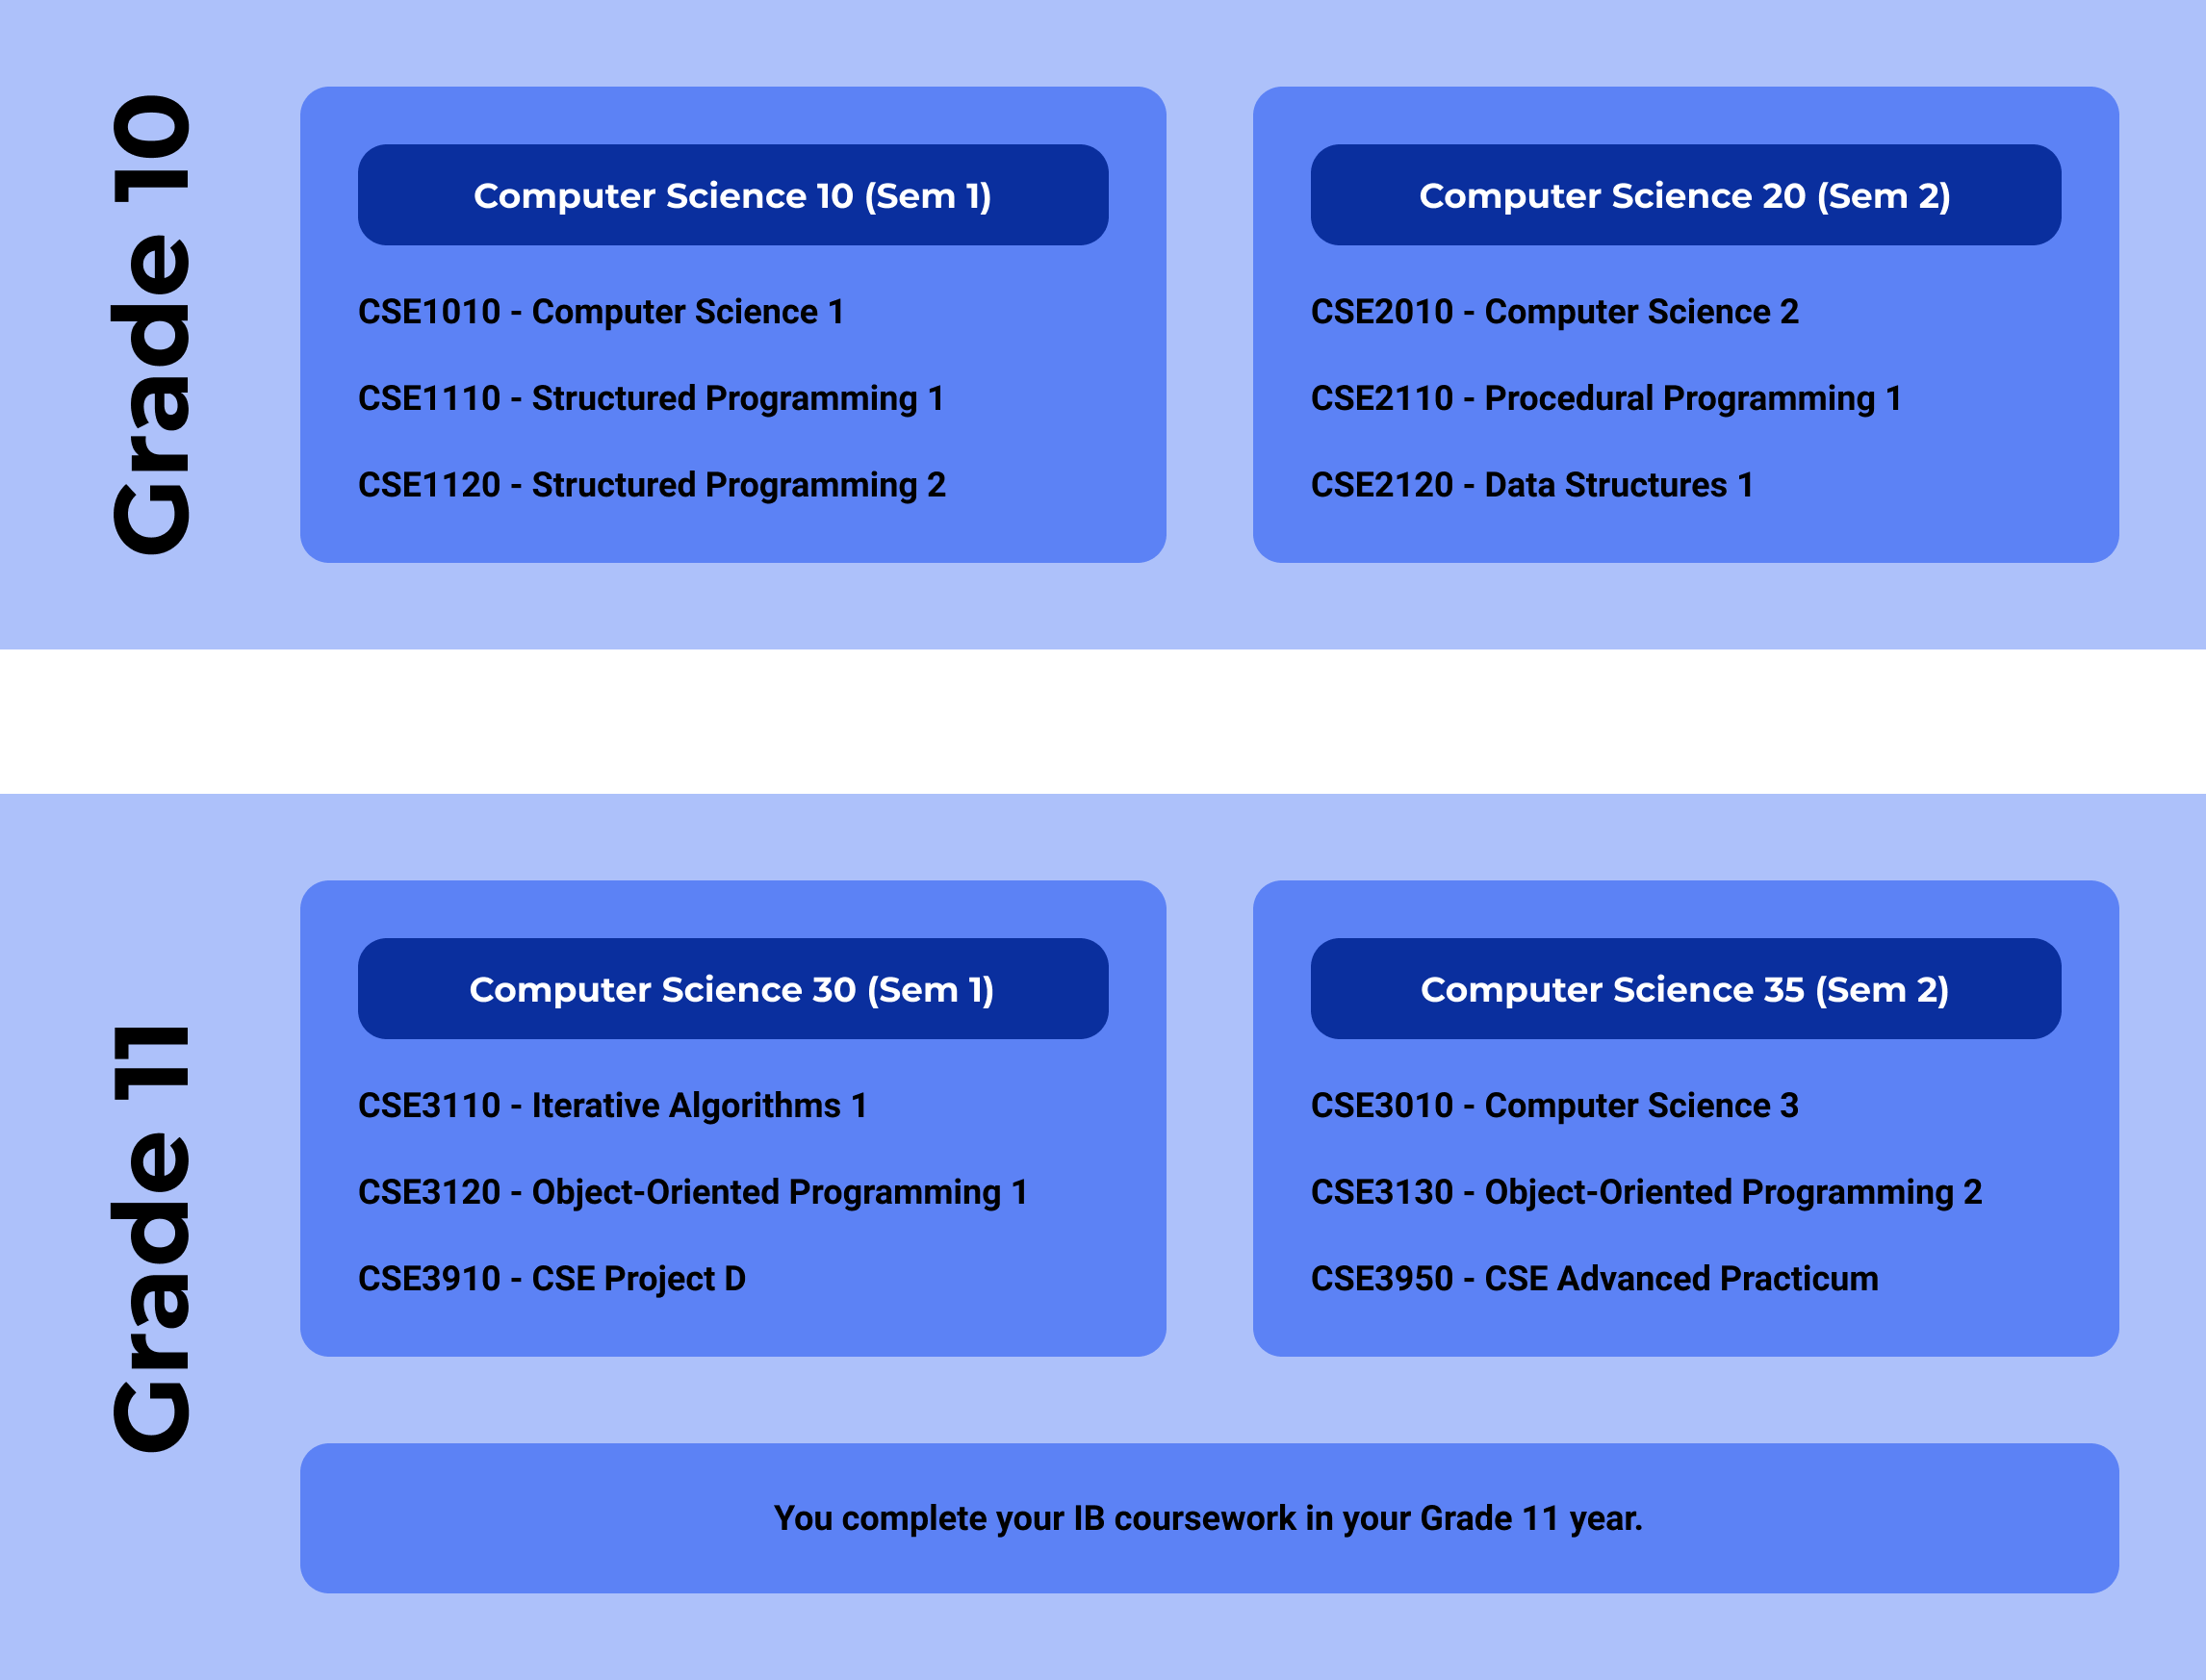 Grade 10
Computer Science 10 (Sem 1)
CSE1010 - Computer Science 1
CSE1110 - Structured Programming 1
CSE1120 - Structured Programming 2
Computer Science 20 (Sem 2)
CSE2010 - Computer Science 2
CSE2110 - Procedural Programming 1
CSE2120 - Data Structures 1
Grade 11
Computer Science 30 (Sem 1)
CSE3110 - Iterative Algorithms 1
CSE3120 - Object-Oriented Programming 1
CSE3910 - CSE Project D
Computer Science 35 (Sem 2)
CSE3010 - Computer Science 3
CSE3130 - Object-Oriented Programming 2
CSE3950 - CSE Advanced Practicum
You complete your IB coursework in your Grade 11 year.